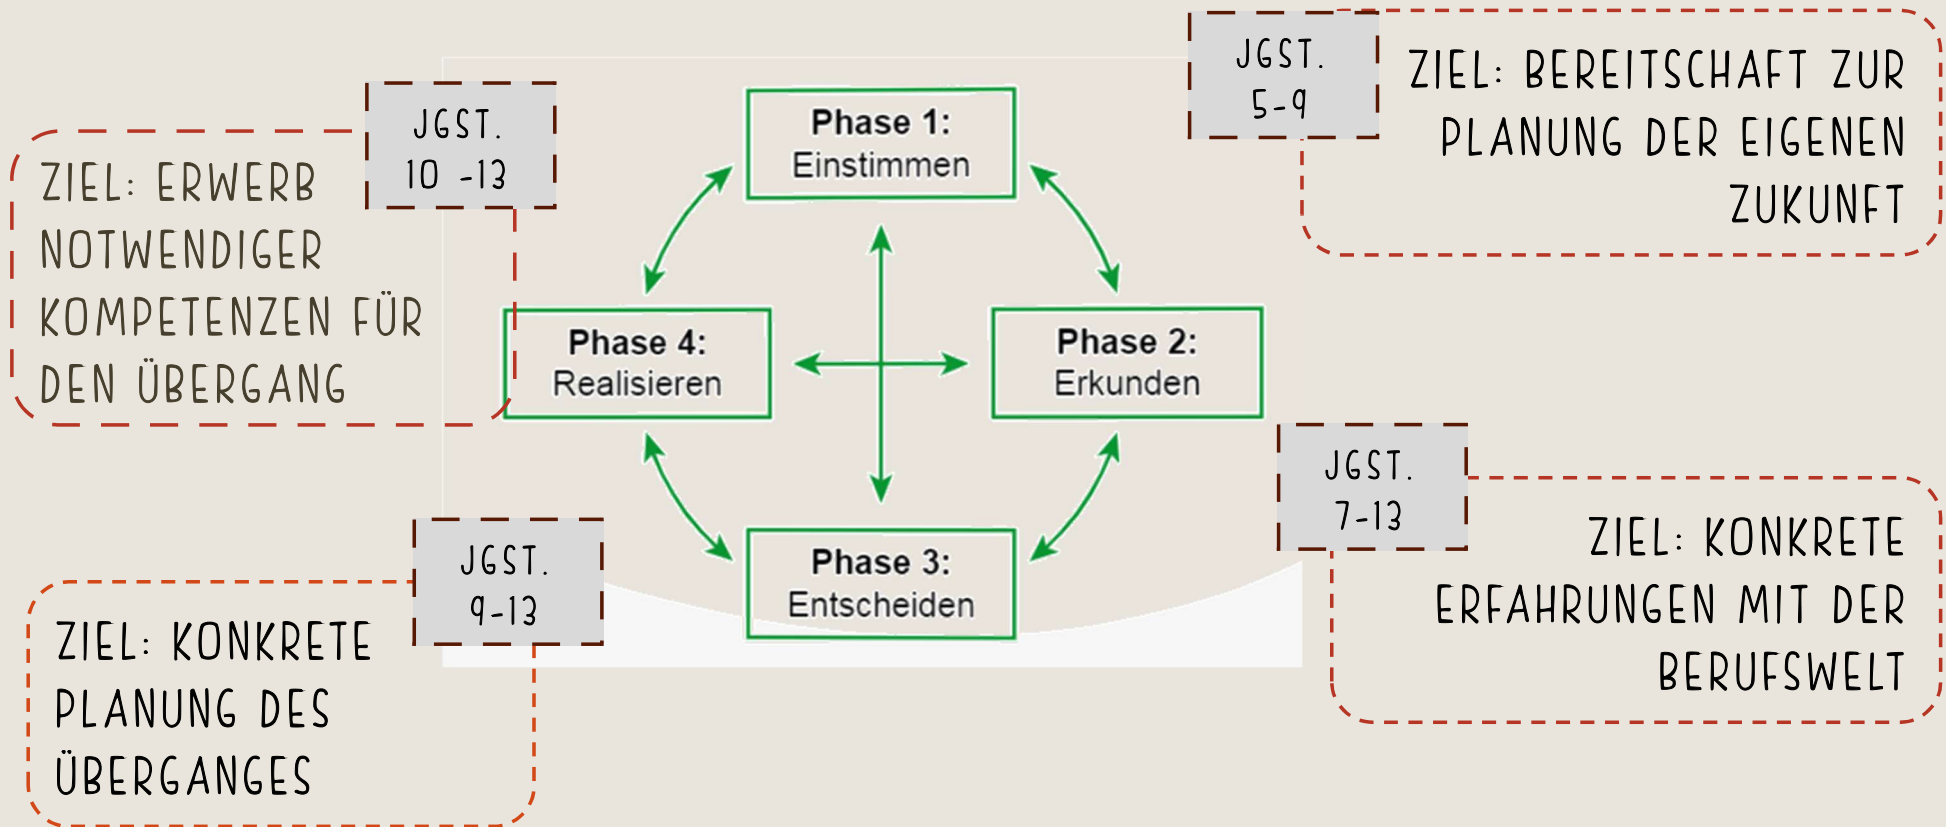 Phase 1:
Einstimmen
JGST.
5-9
ZIEL: BEREITSCHAFT ZUR
PLANUNG DER EIGENEN
ZUKUNFT
Phase 2:
Erkunden
JGST.
7-13
ZIEL: KONKRETE
ERFAHRUNGEN MIT DER
BERUFSWELT
Phase 3:
Entscheiden
JGST.
9-13
ZIEL: KONKRETE
PLANUNG DES
ÜBERGANGES
Phase 4:
Realisieren
JGST.
10 -13
ZIEL: ERWERB
NOTWENDIGER
KOMPETENZEN FÜR
DEN ÜBERGANG